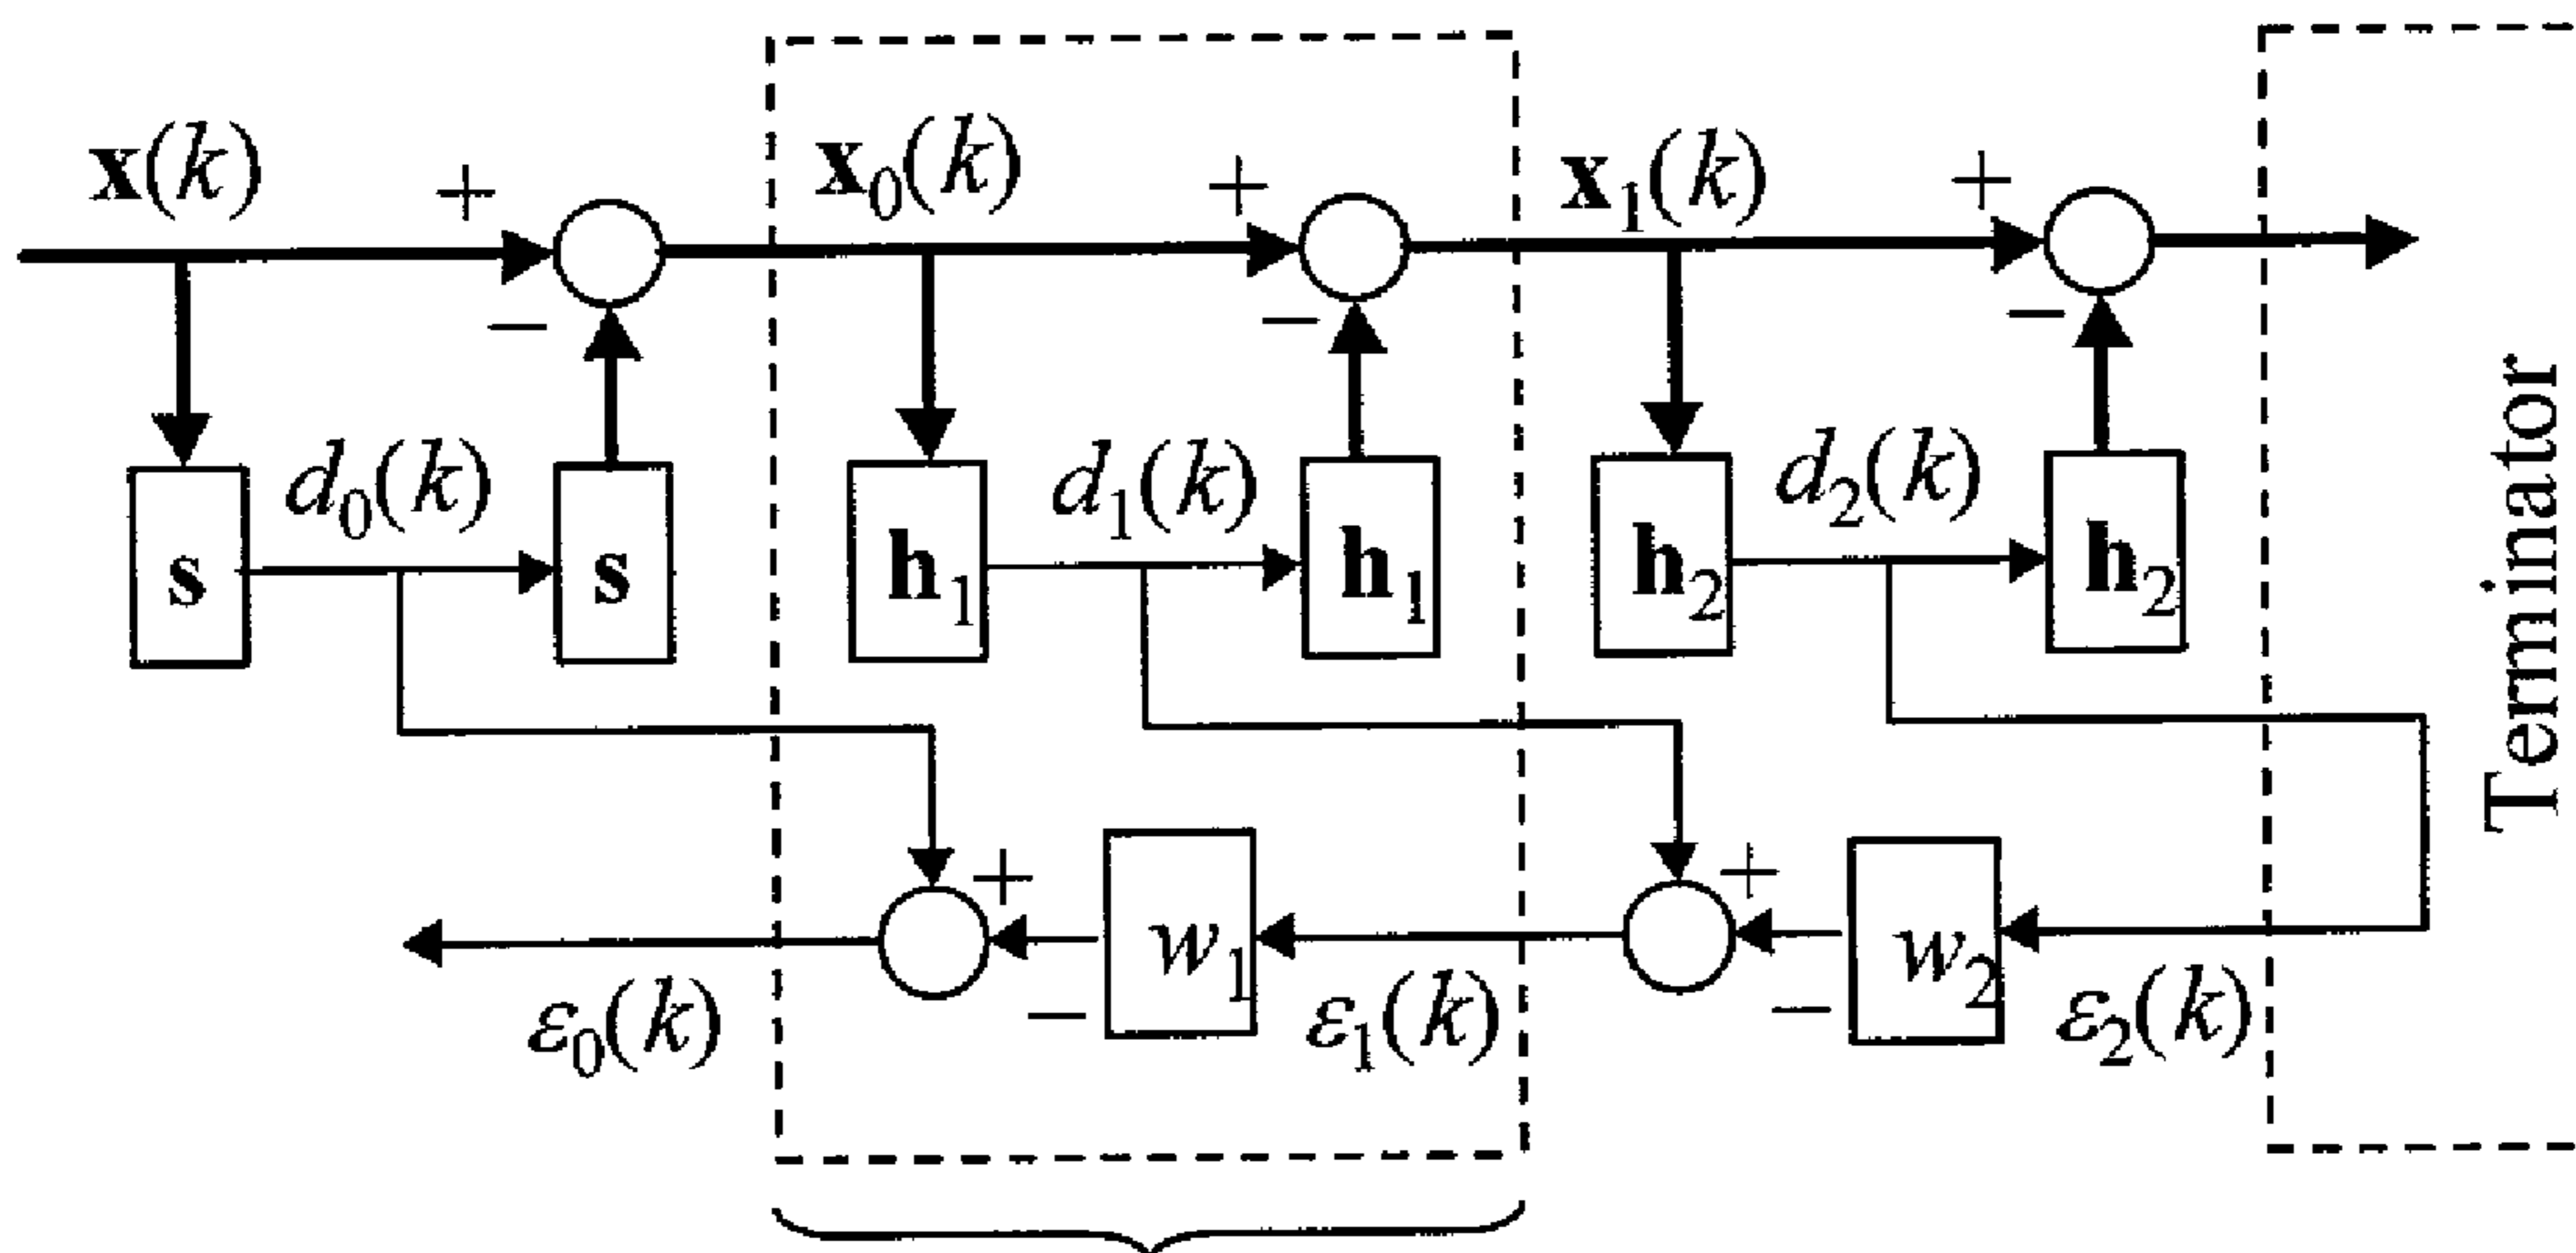 x(k)
+
−
x₀(k)
+
−
x₁(k)
+
−
s
d₀(k)
s
h₁
d₁(k)
h₁
h₂
d₂(k)
h₂
Terminator
+
−
w₁
+
−
w₂
ε₀(k)
ε₁(k)
ε₂(k)